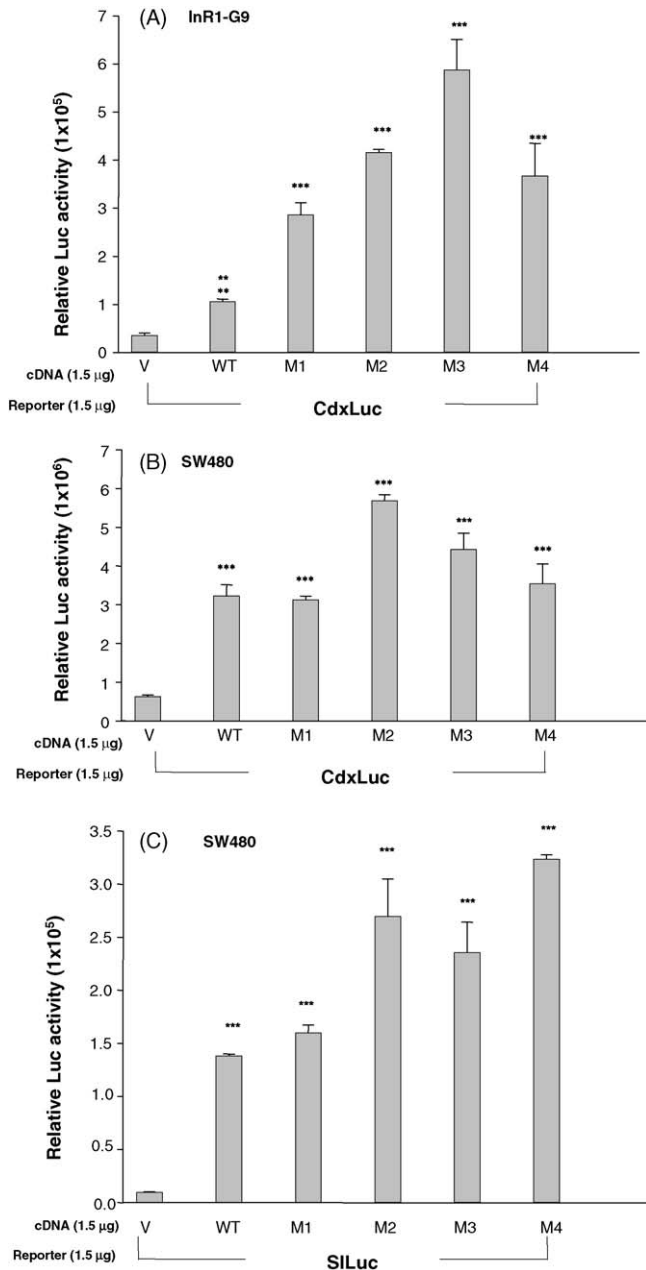 (A) InR1-G9
Relative Luc activity (1x10⁵)
7
6
5
4
3
2
1
0
***
***
***
***
**
**
V WT M1 M2 M3 M4
cDNA (1.5 μg)
Reporter (1.5 μg)
CdxLuc
(B) SW480
Relative Luc activity (1x10⁶)
7
6
5
4
3
2
1
0
***
***
***
***
***
V WT M1 M2 M3 M4
cDNA (1.5 μg)
Reporter (1.5 μg)
CdxLuc
(C) SW480
Relative Luc activity (1x10⁵)
3.5
3.0
2.5
2.0
1.5
1.0
0.5
0.0
***
***
***
***
***
cDNA (1.5 μg) V WT M1 M2 M3 M4
Reporter (1.5 μg)
SILuc